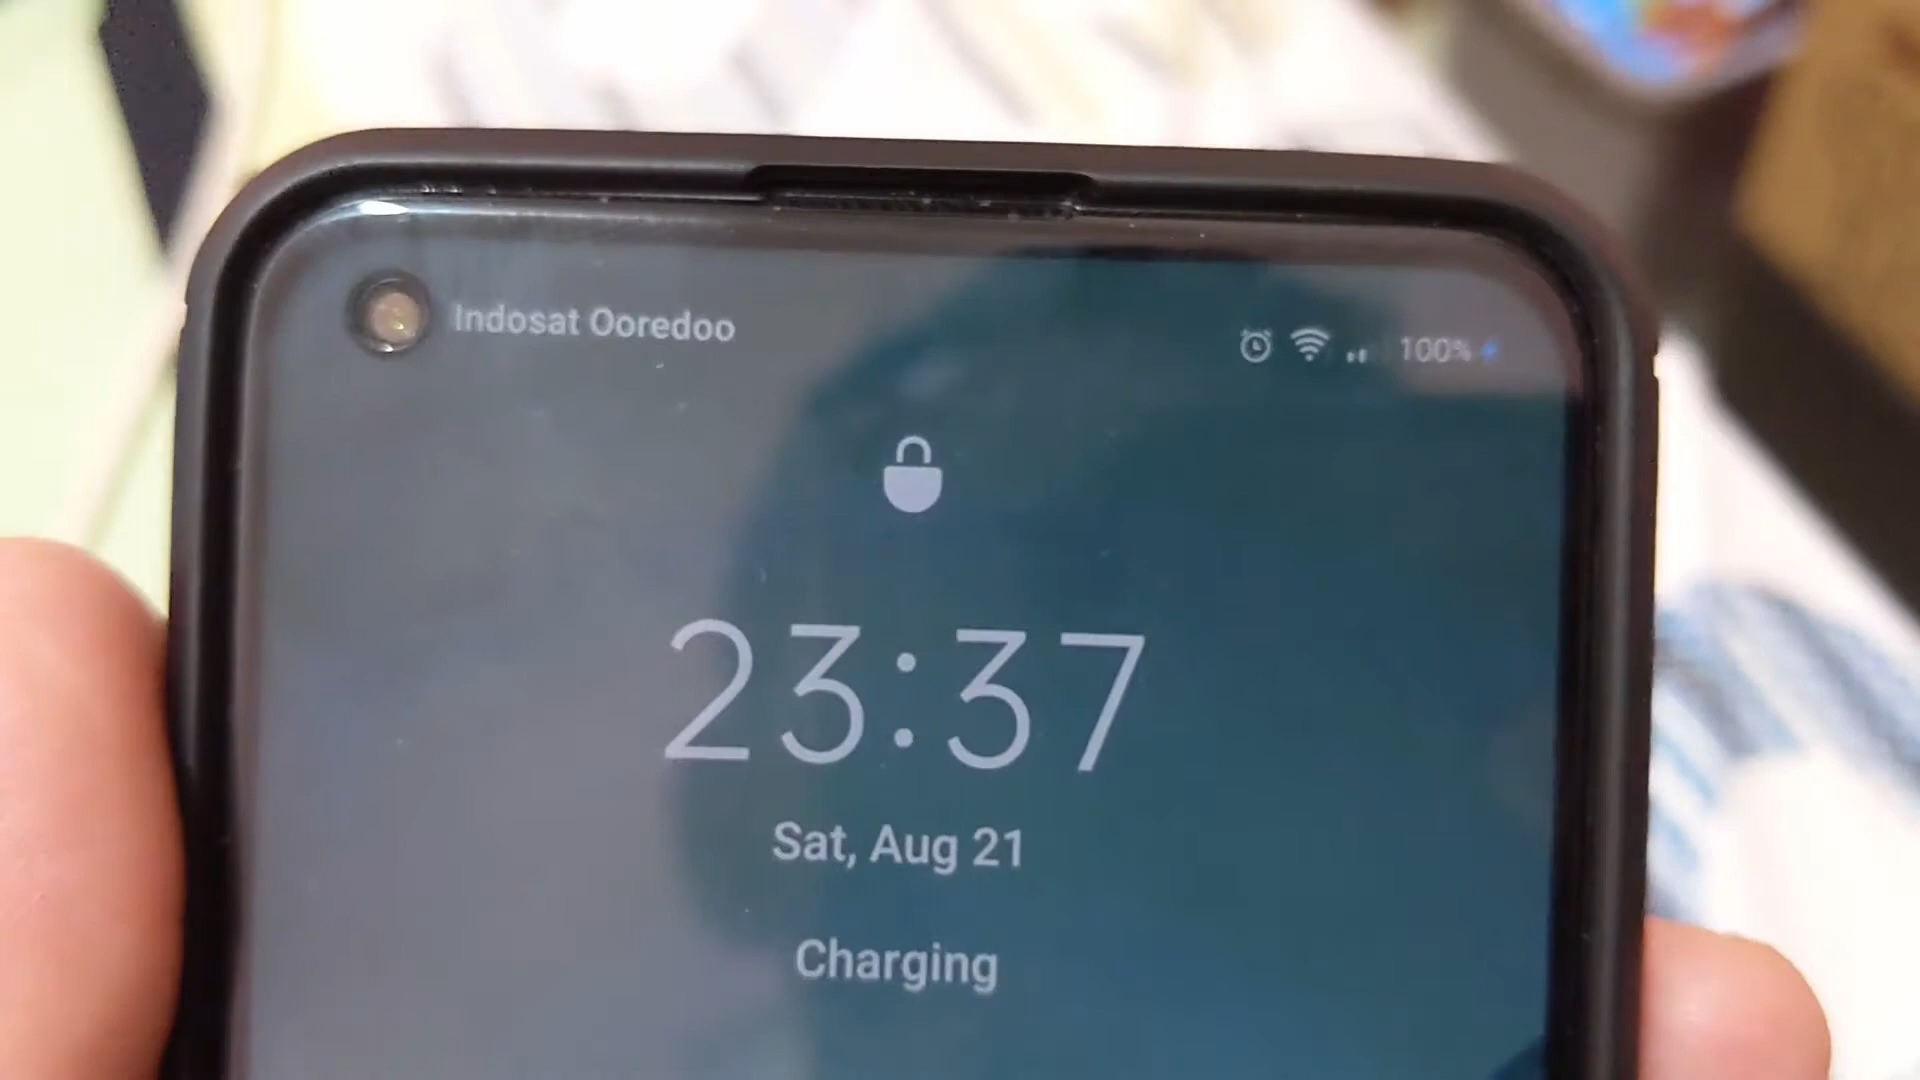 Indosat Ooredoo
100%
23:37
Sat, Aug 21
Charging